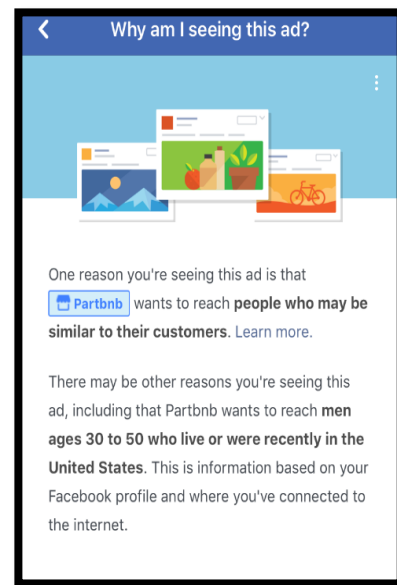 Why am I seeing this ad?
One reason you're seeing this ad is that
Partbnb wants to reach people who may be
similar to their customers. Learn more.
There may be other reasons you're seeing this
ad, including that Partbnb wants to reach men
ages 30 to 50 who live or were recently in the
United States. This is information based on your
Facebook profile and where you've connected to
the internet.